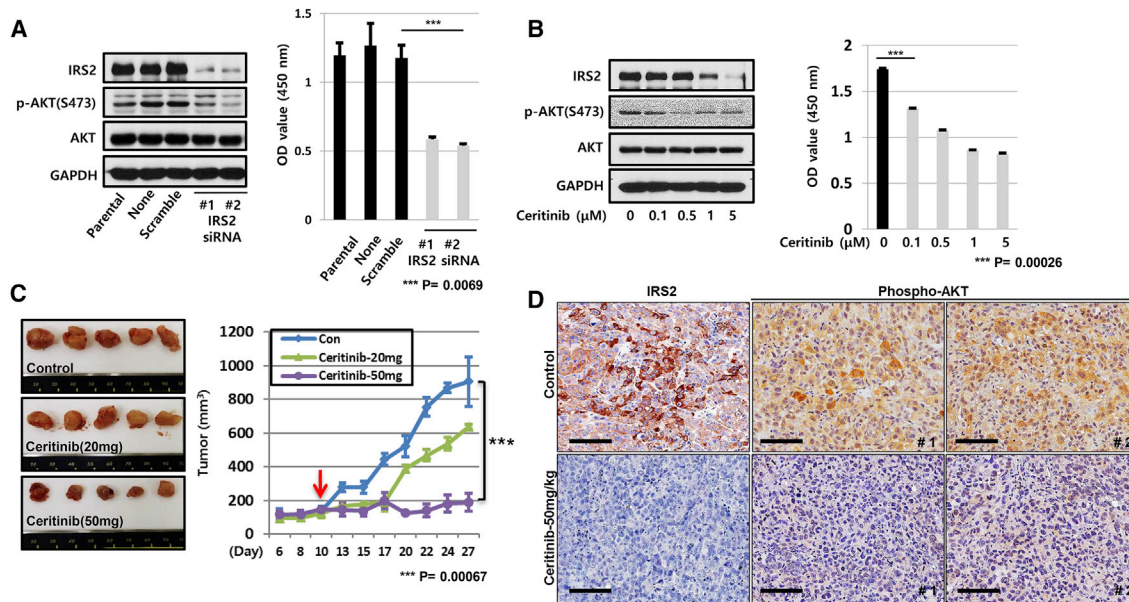 A
IRS2
p-AKT(S473)
AKT
GAPDH
Parental
None
Scramble
#1 #2
IRS2
siRNA
OD value (450 nm)
1.5
1
0.5
0
***
Parental
None
Scramble
#1 #2
IRS2 siRNA
*** P= 0.0069
B
IRS2
p-AKT(S473)
AKT
GAPDH
Ceritinib (μM) 0 0.1 0.5 1 5
OD value (450 nm)
2
1.5
1
1.5
0
***
Ceritinib (μM) 0 0.1 0.5 1 5
*** P= 0.00026
C
Control
Ceritinib(20mg)
Ceritinib(50mg)
Tumor (mm³)
1200
1000
800
600
400
200
0
Con
Ceritinib-20mg
Ceritinib-50mg
***
(Day) 6 8 10 13 15 17 20 22 24 27
*** P= 0.00067
D
IRS2 Phospho-AKT
Control
# 1 # 2
Ceritinib-50mg/kg
# 1 # 2